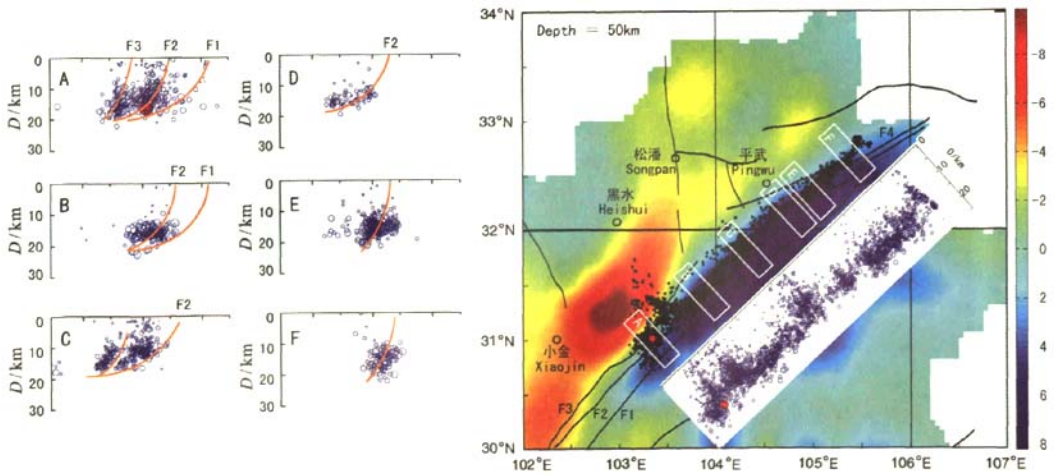 F3 F2 F1
A
D/km
0
10
20
30
F2
D
0
10
20
30
F2 F1
B
D/km
0
10
20
30
E
0
10
20
30
F2
C
D/km
0
10
20
30
F
0
10
20
30
34°N
33°N
32°N
31°N
30°N
Depth = 50km
松潘
Songpan
平武
Pingwu
黑水
Heishui
小金
Xiaojin
F4
F
E
A
F3
F2
F1
D/km
0
20
102°E 103°E 104°E 105°E 106°E 107°E
-8
-6
-4
-2
0
2
4
6
8